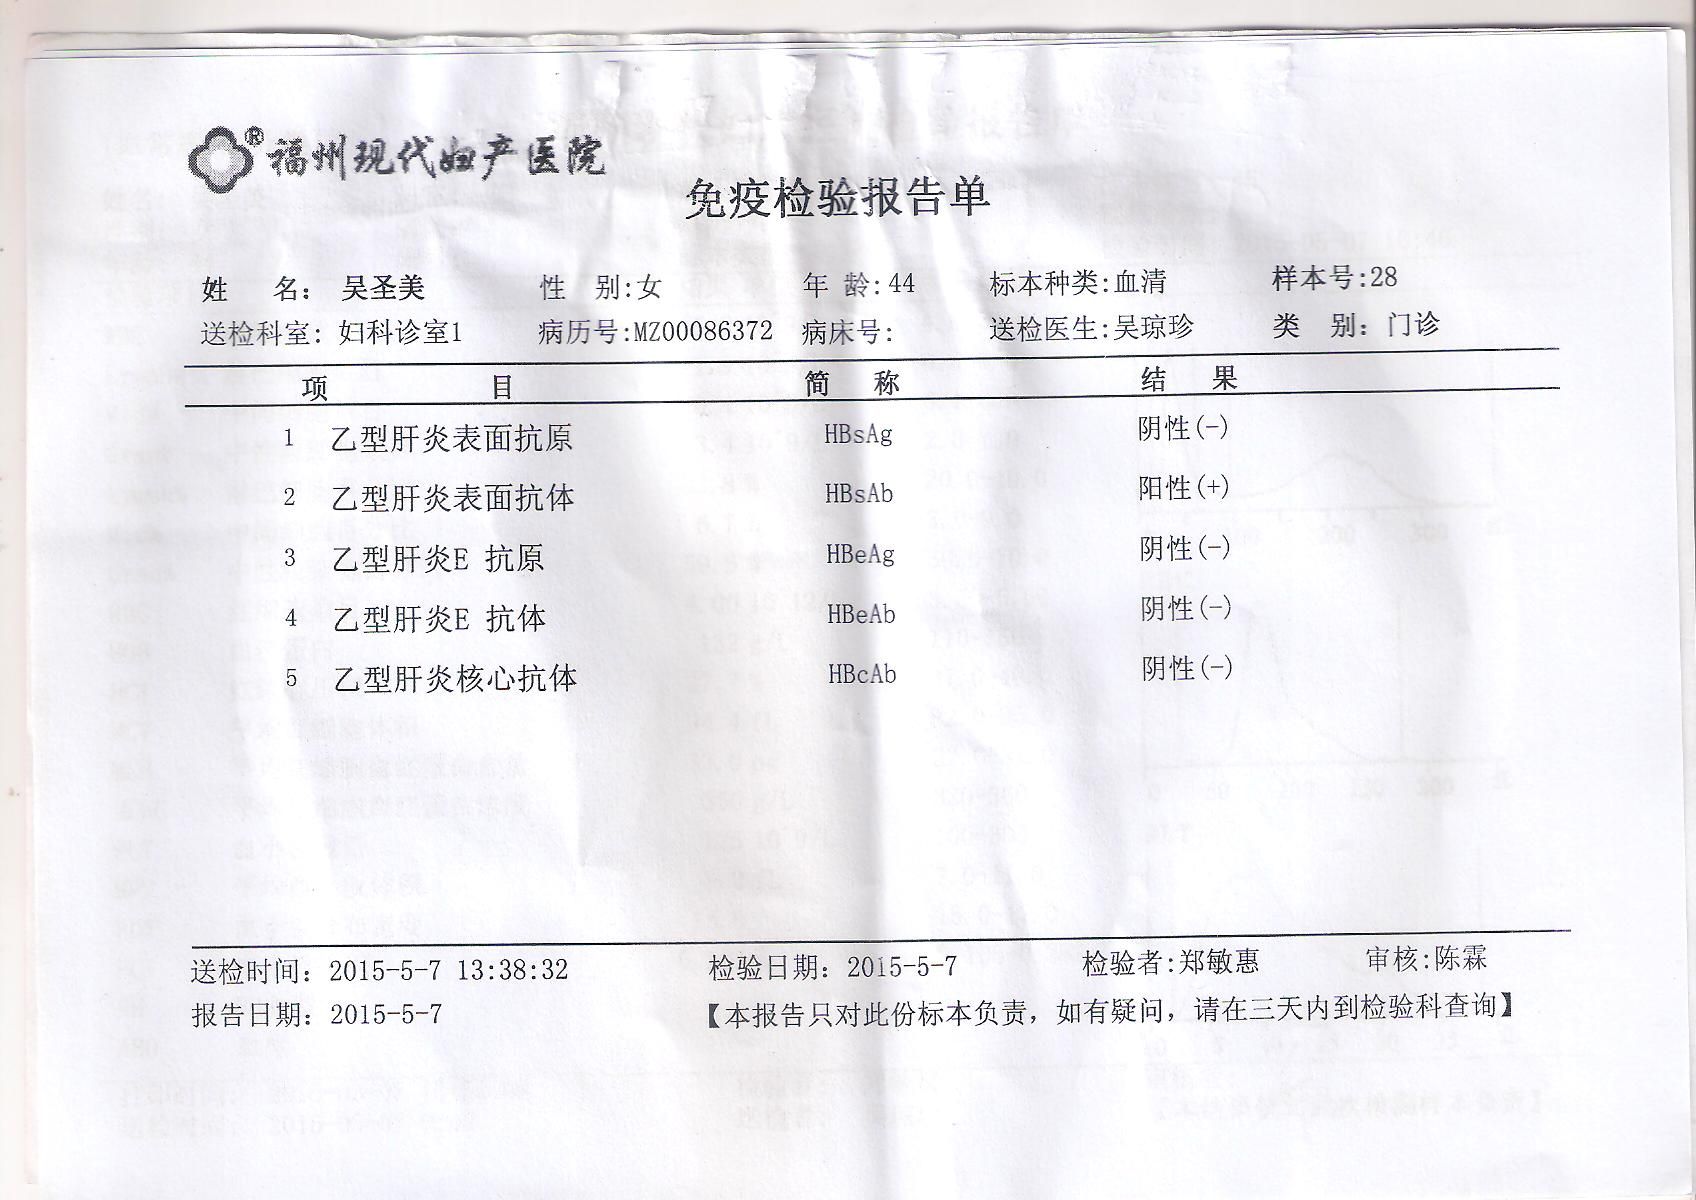 福州现代妇产医院
免疫检验报告单
姓 名： 吴圣美 性 别:女 年 龄:44 标本种类:血清 样本号:28
送检科室: 妇科诊室1 病历号:MZ00086372 病床号: 送检医生:吴琼珍 类 别: 门诊
项 目 简 称 结 果
1 乙型肝炎表面抗原 HBsAg 阴性(-)
2 乙型肝炎表面抗体 HBsAb 阳性(+)
3 乙型肝炎E 抗原 HBeAg 阴性(-)
4 乙型肝炎E 抗体 HBeAb 阴性(-)
5 乙型肝炎核心抗体 HBcAb 阴性(-)
送检时间: 2015-5-7 13:38:32 检验日期: 2015-5-7 检验者:郑敏惠 审核:陈霖
报告日期: 2015-5-7 【本报告只对此份标本负责，如有疑问，请在三天内到检验科查询】